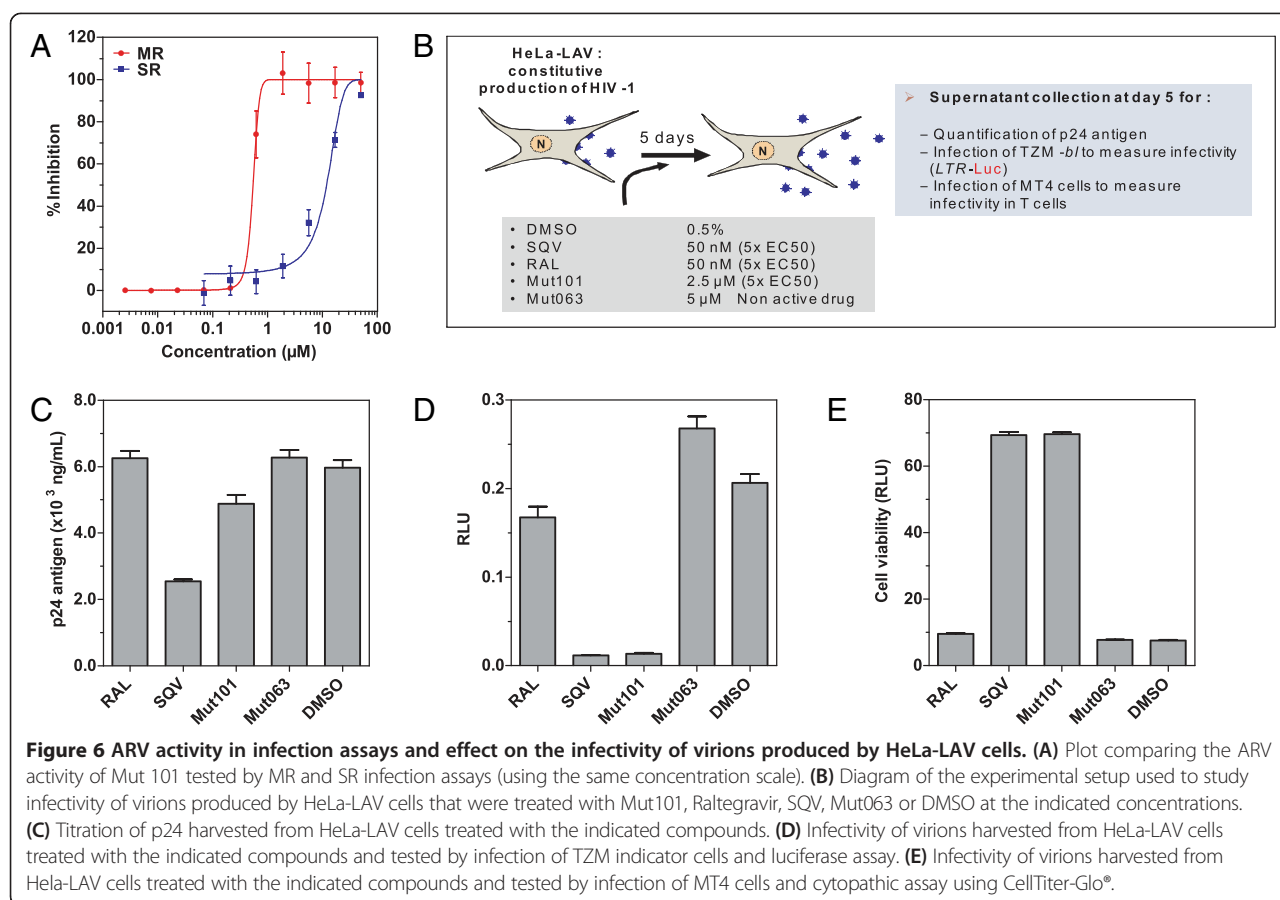 A
MR
SR
120
100
80
60
40
20
0
% Inhibition
0.001
0.01
0.1
1
10
100
Concentration (µM)
B
HeLa-LAV :
constitutive
production of HIV -1
N
5 days
N
• DMSO 0.5%
• SQV 50 nM (5x EC50)
• RAL 50 nM (5x EC50)
• Mut101 2.5 µM (5x EC50)
• Mut063 5 µM Non active drug
➢ Supernatant collection at day 5 for :
– Quantification of p24 antigen
– Infection of TZM -bl to measure infectivity
(LTR-Luc)
– Infection of MT4 cells to measure
infectivity in T cells
C
8.0
6.0
4.0
2.0
0.0
p24 antigen (x10 3 ng/mL)
RAL
SQV
Mut101
Mut063
DMSO
D
0.3
0.2
0.1
0.0
RLU
RAL
SQV
Mut101
Mut063
DMSO
E
80
60
40
20
0
Cell viability (RLU)
RAL
SQV
Mut101
Mut063
DMSO
Figure 6 ARV activity in infection assays and effect on the infectivity of virions produced by HeLa-LAV cells. (A) Plot comparing the ARV
activity of Mut 101 tested by MR and SR infection assays (using the same concentration scale). (B) Diagram of the experimental setup used to study
infectivity of virions produced by HeLa-LAV cells that were treated with Mut101, Raltegravir, SQV, Mut063 or DMSO at the indicated concentrations.
(C) Titration of p24 harvested from HeLa-LAV cells treated with the indicated compounds. (D) Infectivity of virions harvested from HeLa-LAV cells
treated with the indicated compounds and tested by infection of TZM indicator cells and luciferase assay. (E) Infectivity of virions harvested from
Hela-LAV cells treated with the indicated compounds and tested by infection of MT4 cells and cytopathic assay using CellTiter-Glo®.